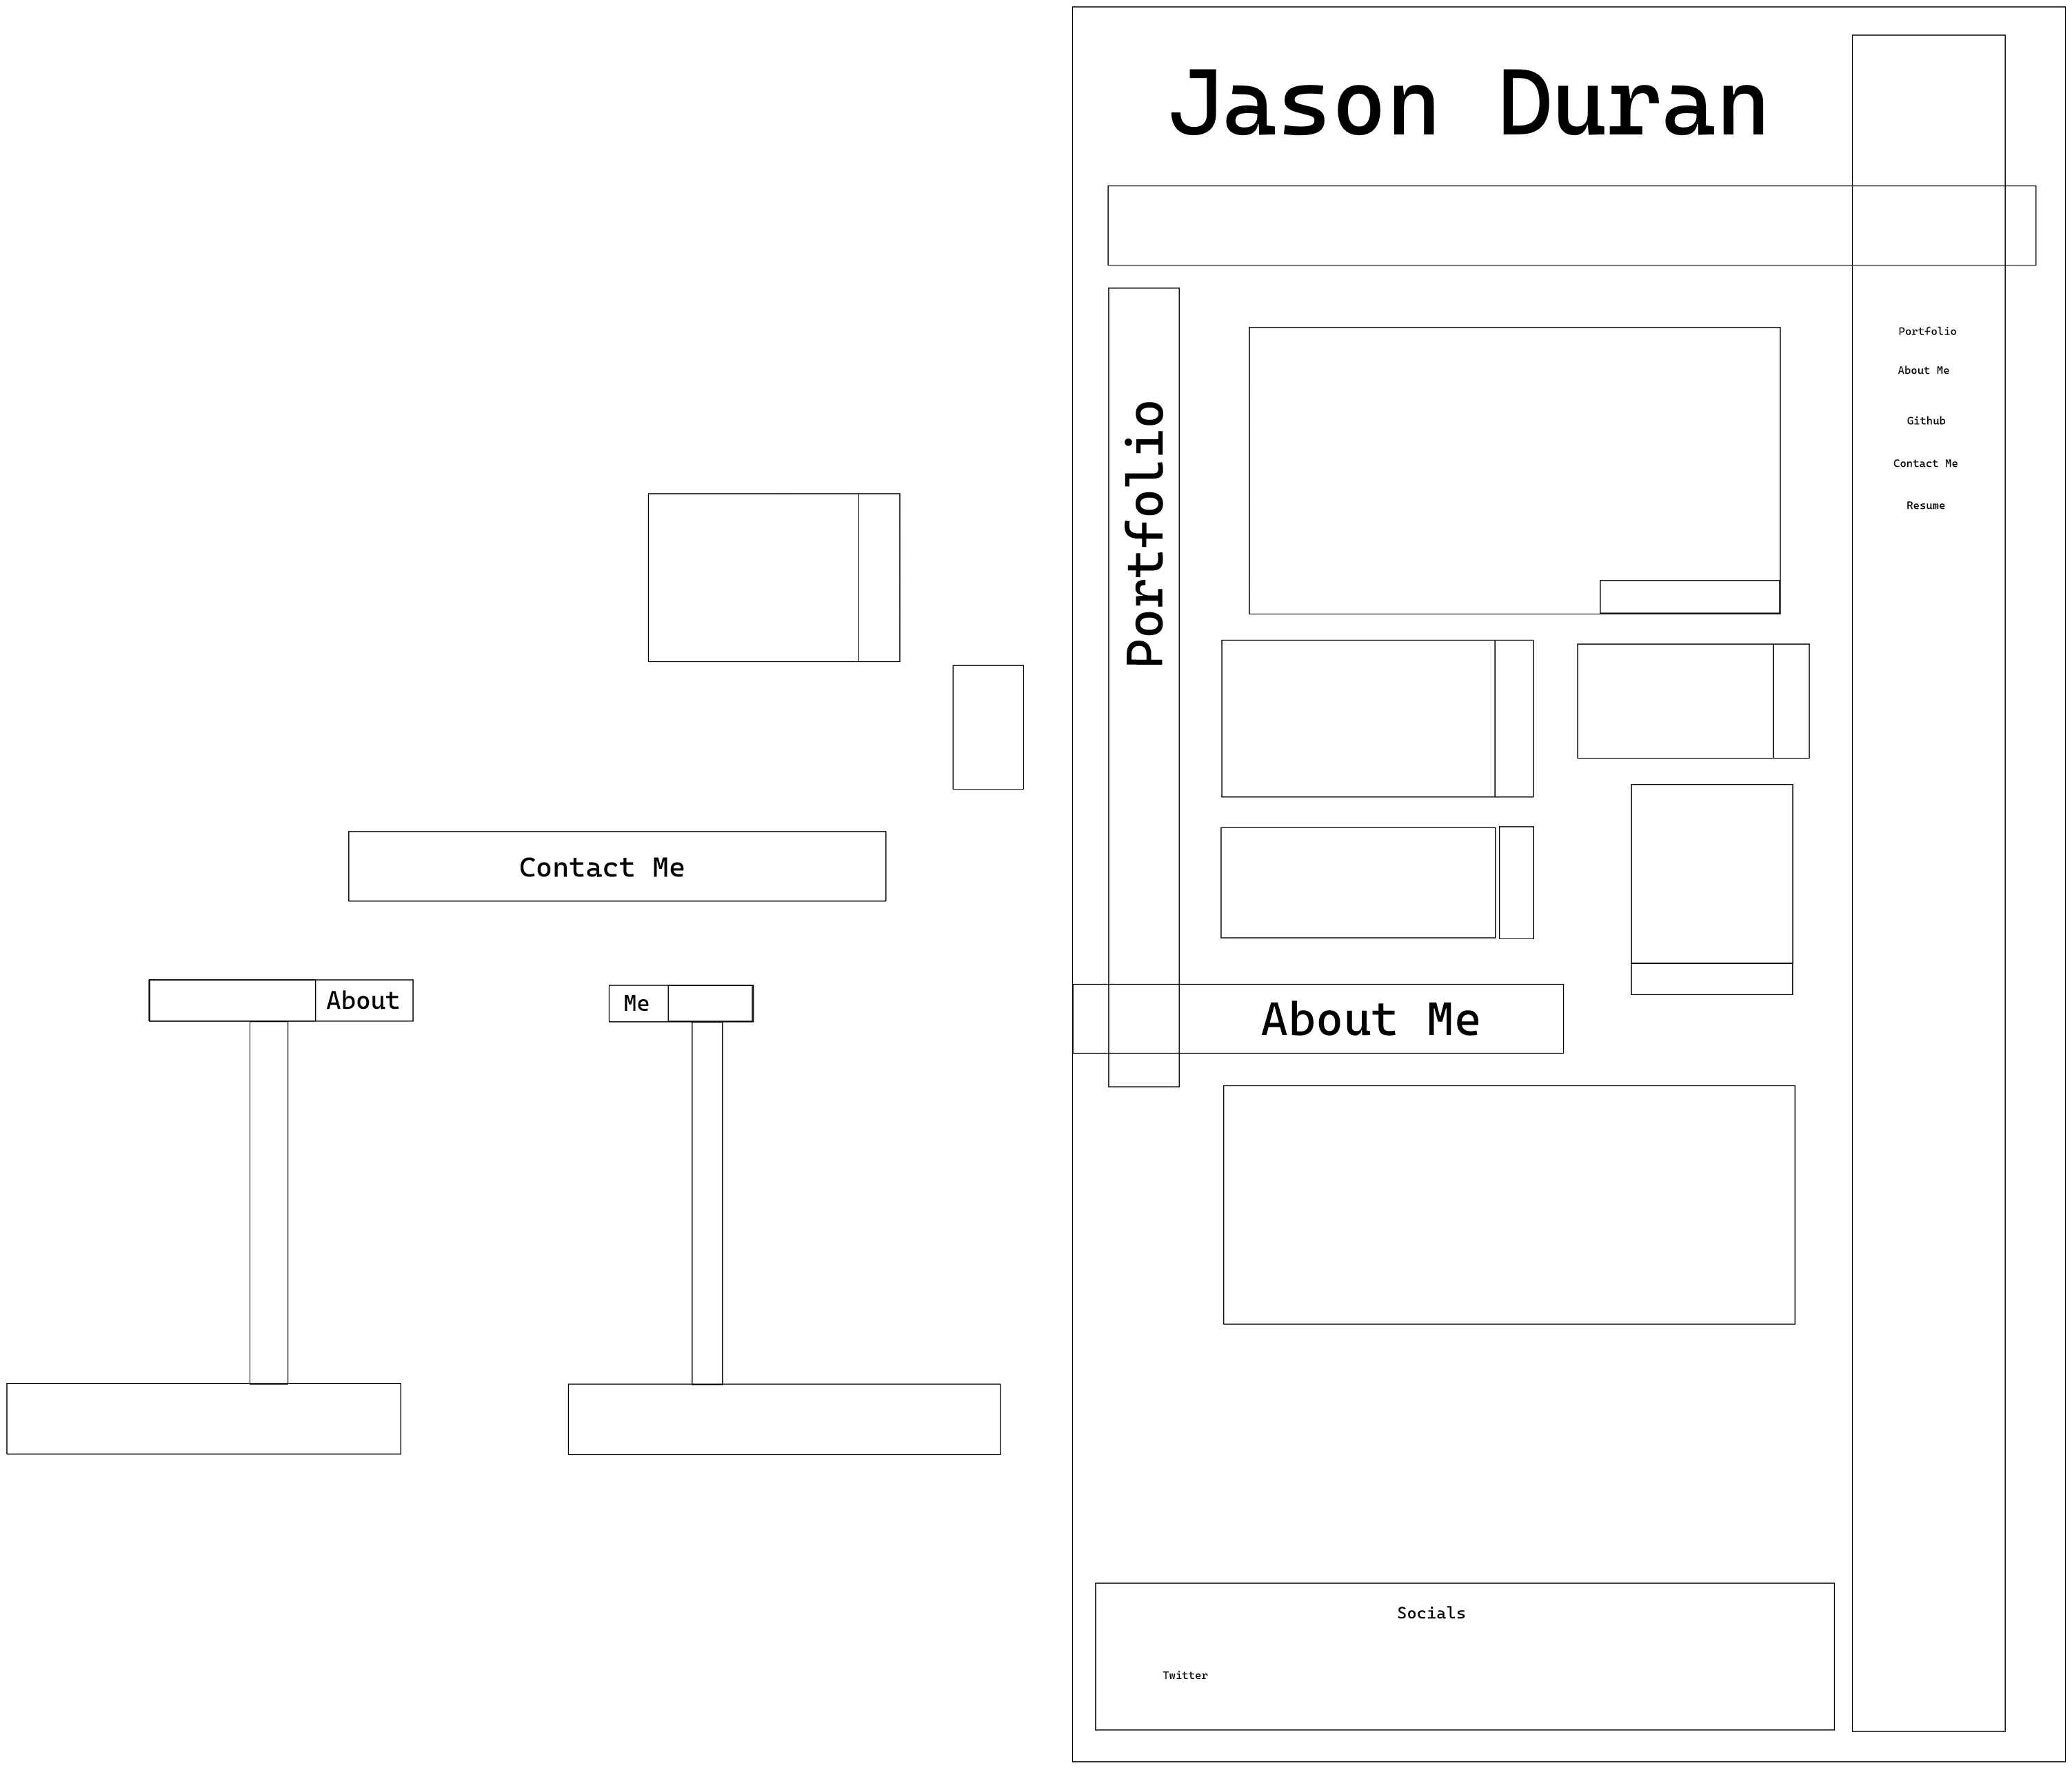 Jason Duran
Portfolio
About Me
Github
Contact Me
Resume
Portfolio
Contact Me
About
Me
About Me
Socials
Twitter